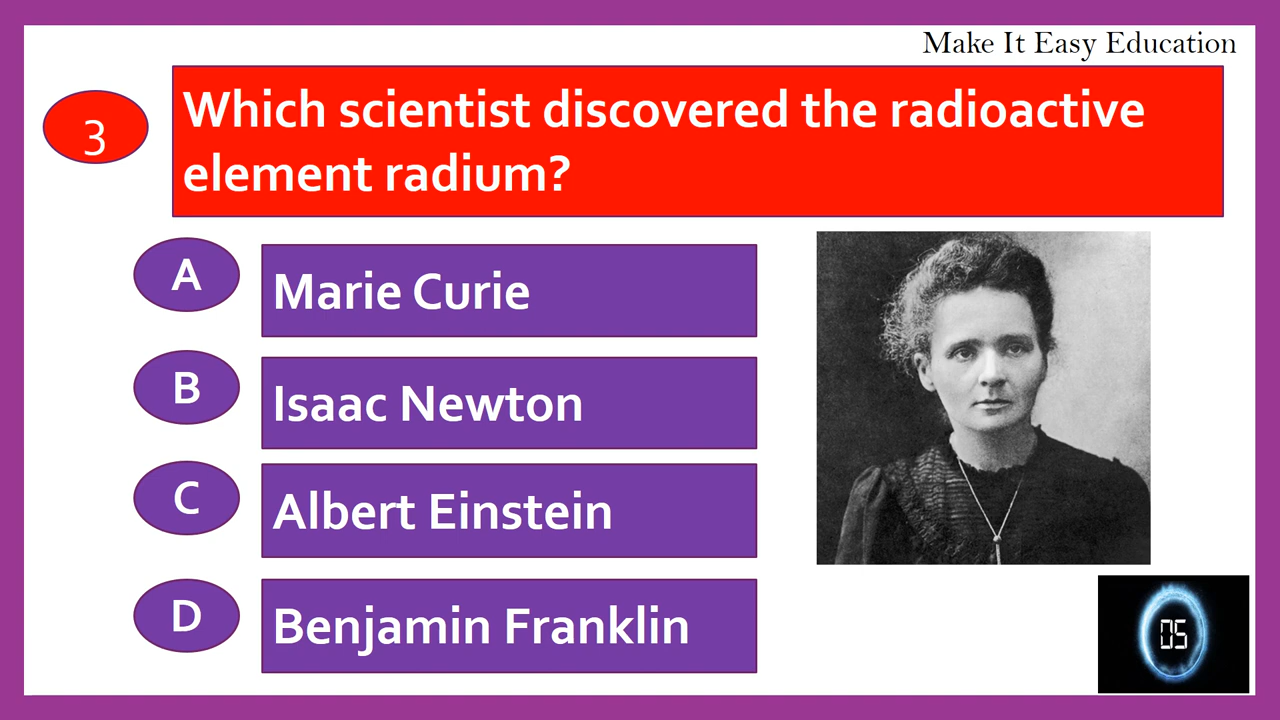 Make It Easy Education
3
Which scientist discovered the radioactive
element radium?
A
Marie Curie
B
Isaac Newton
C
Albert Einstein
D
Benjamin Franklin
05